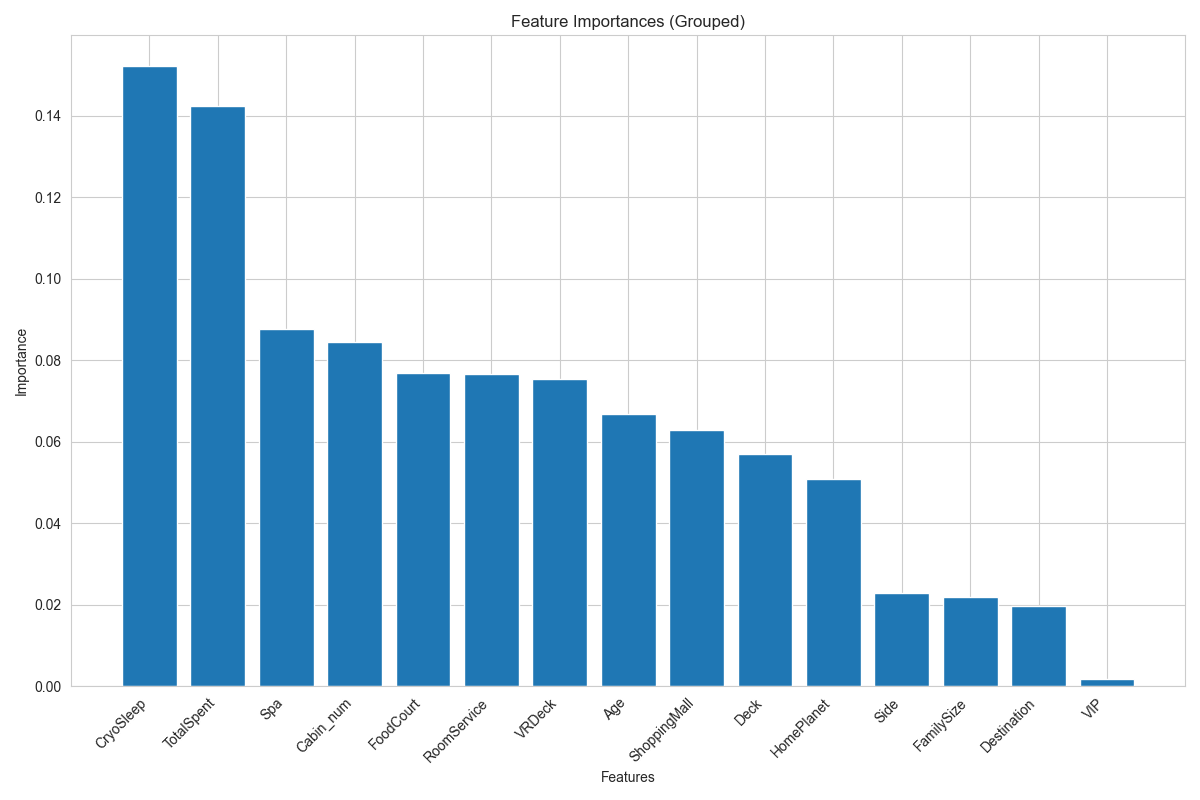 Feature Importances (Grouped)
Importance
0.14
0.12
0.10
0.08
0.06
0.04
0.02
0.00
CryoSleep
TotalSpent
Spa
Cabin_num
FoodCourt
RoomService
VRDeck
Age
ShoppingMall
Deck
HomePlanet
Side
FamilySize
Destination
VIP
Features